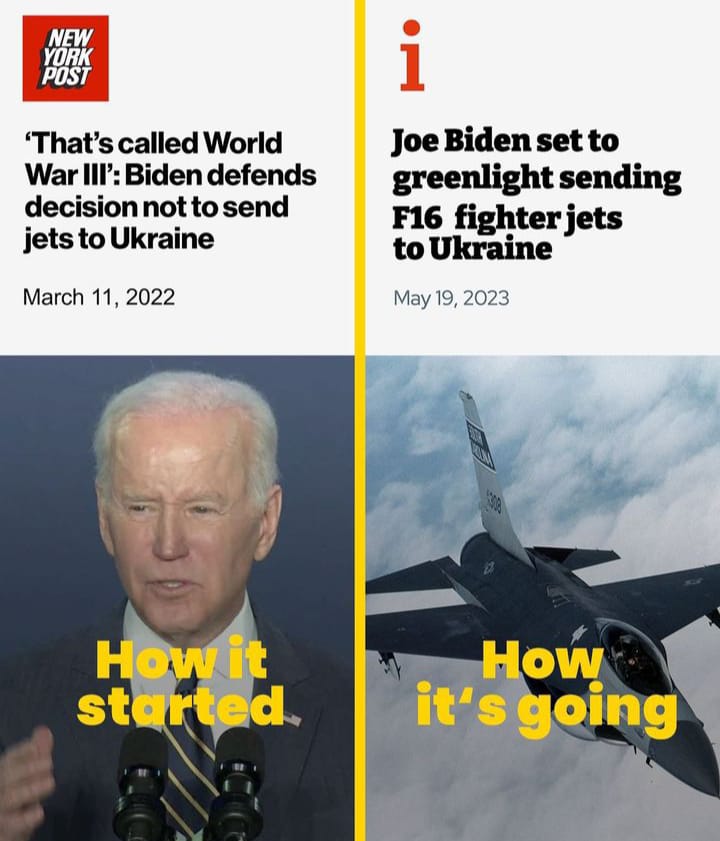 NEW
YORK
POST
‘That’s called World
War III’: Biden defends
decision not to send
jets to Ukraine
March 11, 2022
How it
started
i
Joe Biden set to
greenlight sending
F16 fighter jets
to Ukraine
May 19, 2023
308
How
it‘s going